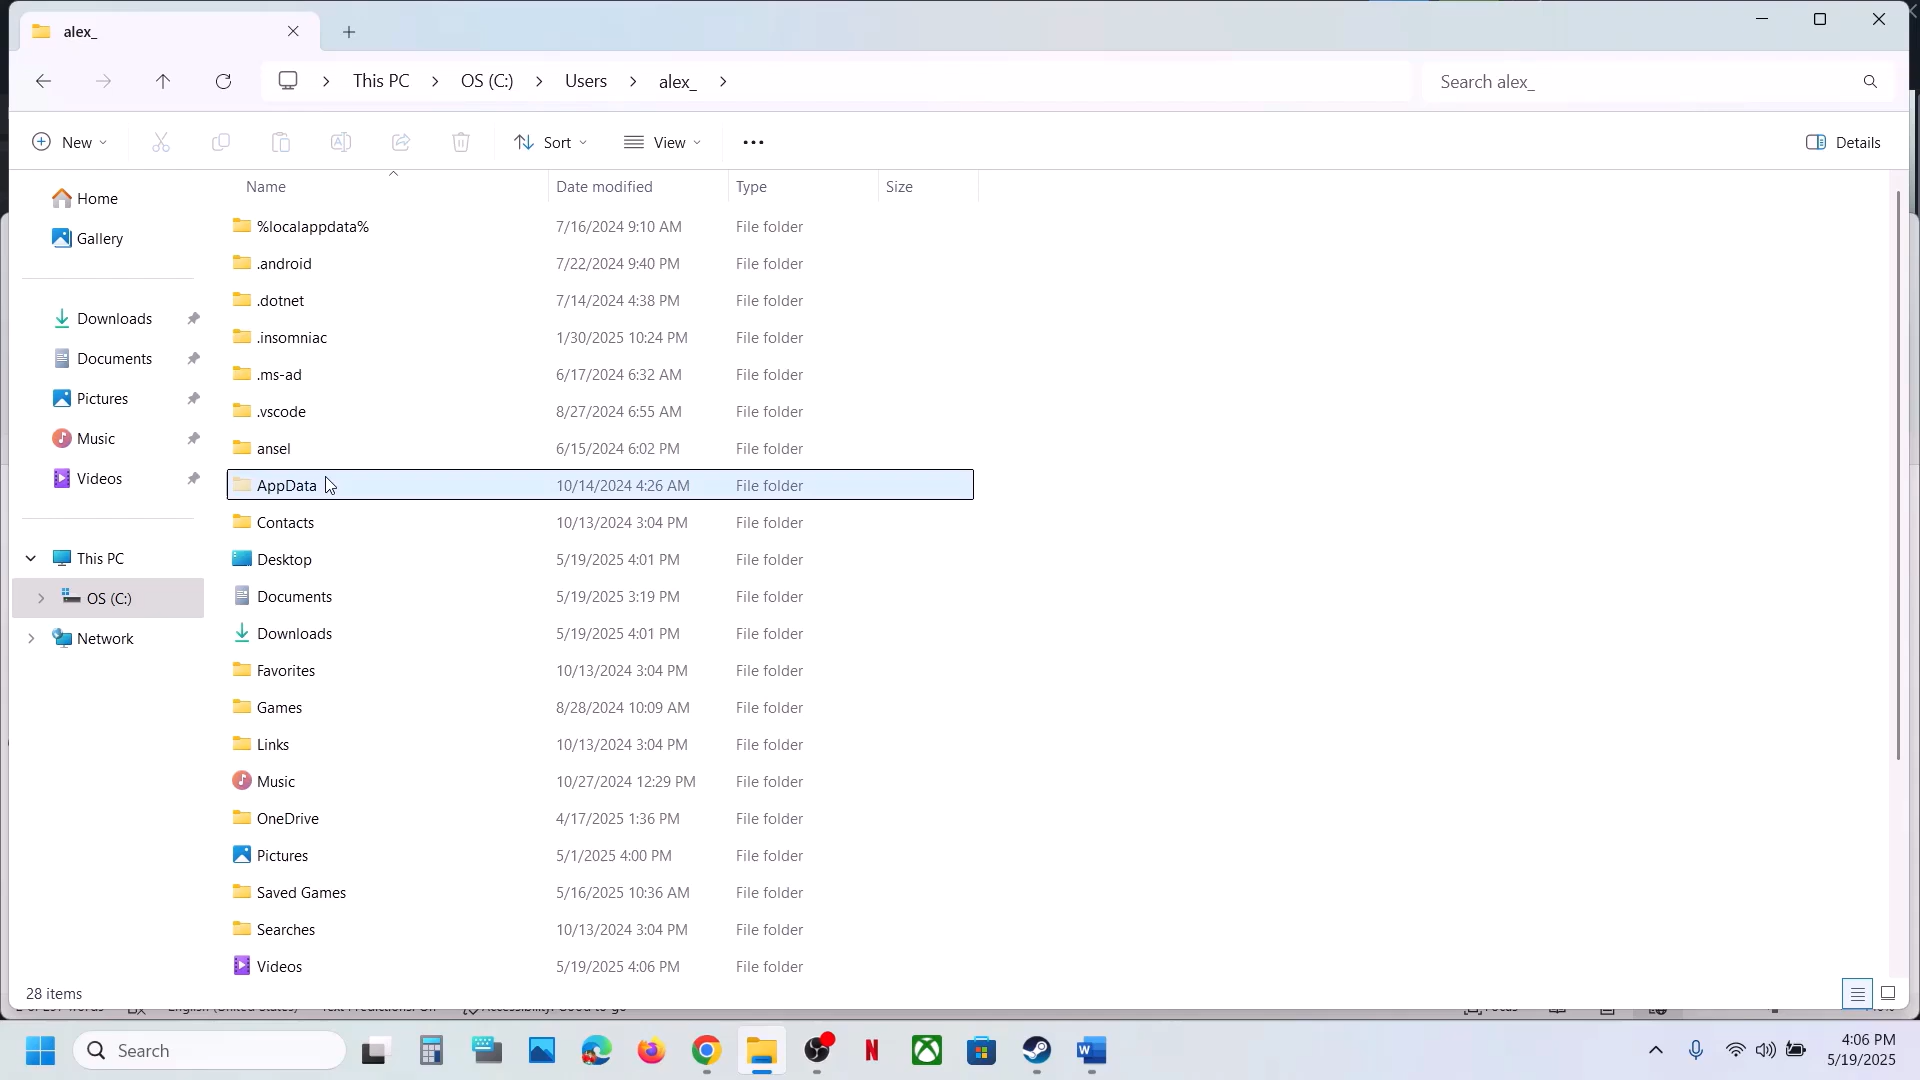 alex_
This PC
OS (C:)
Users
alex_
Search alex_
New
Sort
View
Details
Name
Date modified
Type
Size
Home
Gallery
Downloads
Documents
Pictures
Music
Videos
This PC
OS (C:)
Network
%localappdata% 7/16/2024 9:10 AM File folder
.android 7/22/2024 9:40 PM File folder
.dotnet 7/14/2024 4:38 PM File folder
.insomniac 1/30/2025 10:24 PM File folder
.ms-ad 6/17/2024 6:32 AM File folder
.vscode 8/27/2024 6:55 AM File folder
ansel 6/15/2024 6:02 PM File folder
AppData 10/14/2024 4:26 AM File folder
Contacts 10/13/2024 3:04 PM File folder
Desktop 5/19/2025 4:01 PM File folder
Documents 5/19/2025 3:19 PM File folder
Downloads 5/19/2025 4:01 PM File folder
Favorites 10/13/2024 3:04 PM File folder
Games 8/28/2024 10:09 AM File folder
Links 10/13/2024 3:04 PM File folder
Music 10/27/2024 12:29 PM File folder
OneDrive 4/17/2025 1:36 PM File folder
Pictures 5/1/2025 4:00 PM File folder
Saved Games 5/16/2025 10:36 AM File folder
Searches 10/13/2024 3:04 PM File folder
Videos 5/19/2025 4:06 PM File folder
28 items
Search
4:06 PM
5/19/2025